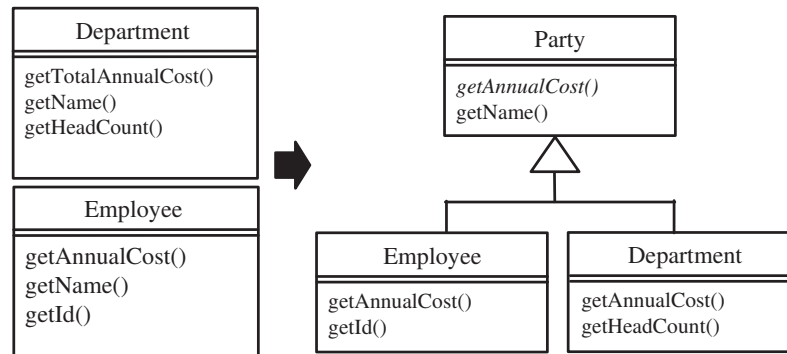 Department
getTotalAnnualCost()
getName()
getHeadCount()
Employee
getAnnualCost()
getName()
getId()
Party
getAnnualCost()
getName()
Employee
getAnnualCost()
getId()
Department
getAnnualCost()
getHeadCount()